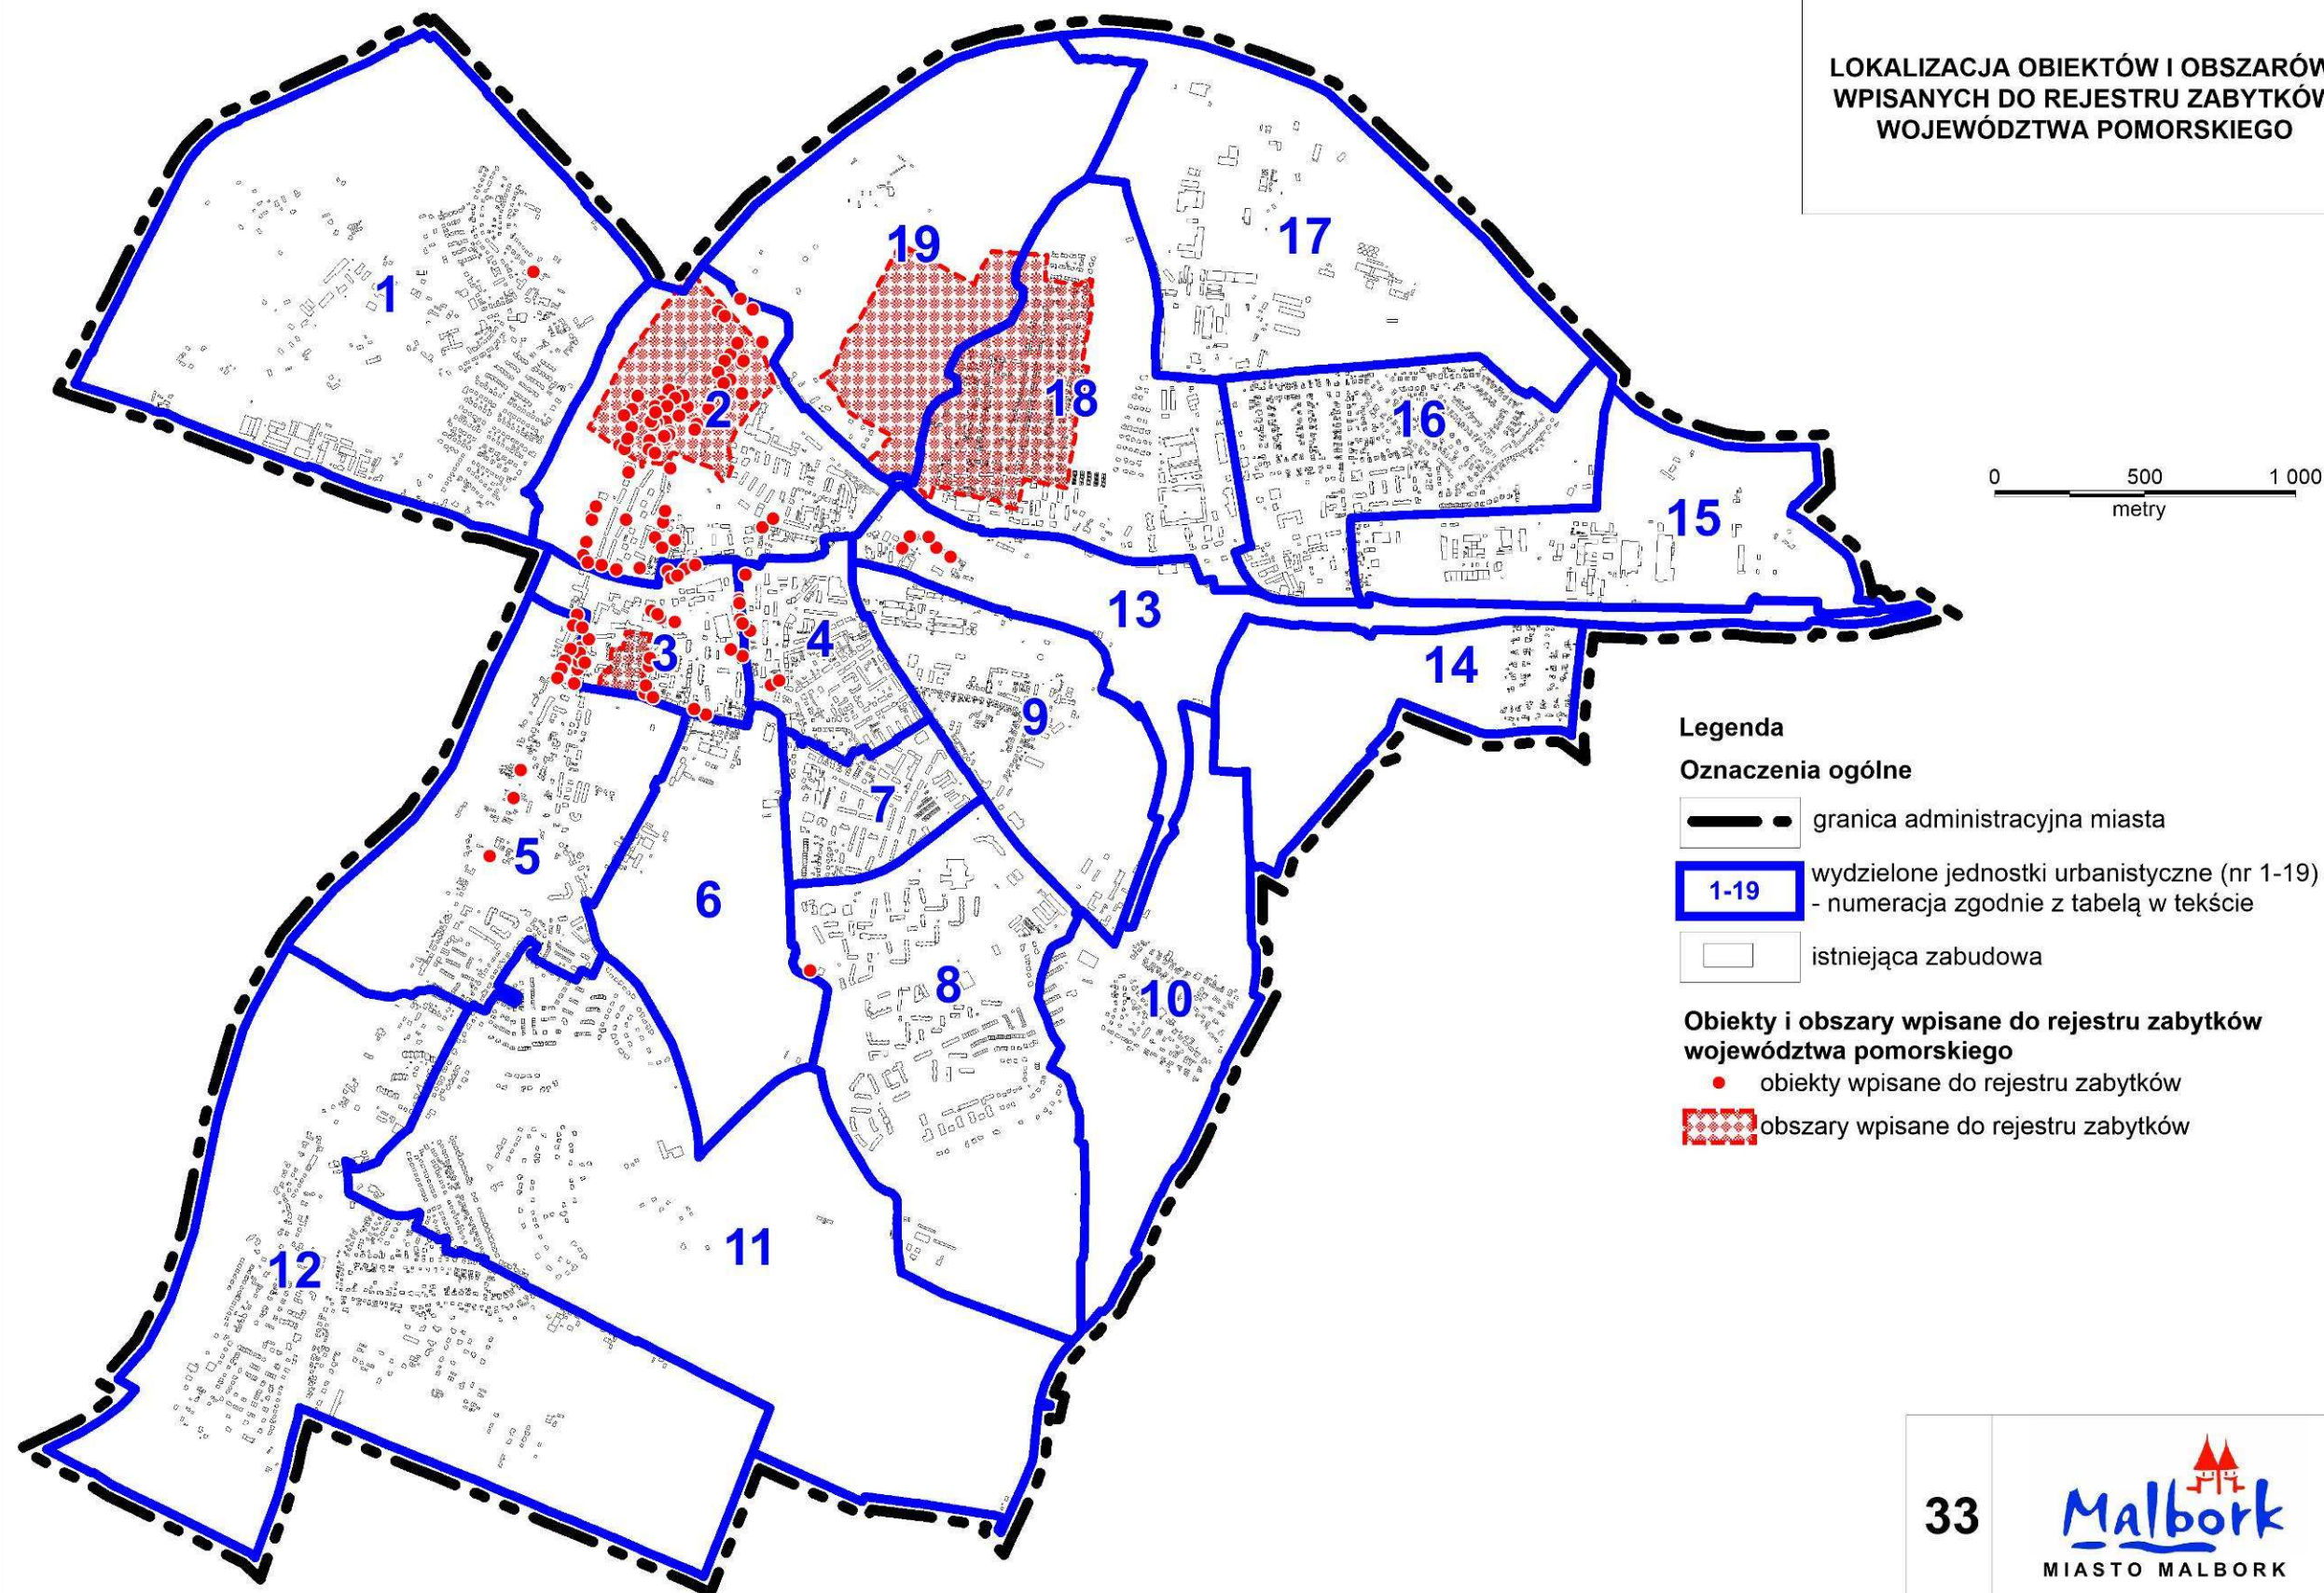 LOKALIZACJA OBIEKTÓW I OBSZARÓW
WPISANYCH DO REJESTRU ZABYTKÓW
WOJEWÓDZTWA POMORSKIEGO
1
2
3
4
5
6
7
8
9
10
11
12
13
14
15
16
17
18
19
0 500 1 000
metry
Legenda
Oznaczenia ogólne
granica administracyjna miasta
1-19
wydzielone jednostki urbanistyczne (nr 1-19)
- numeracja zgodnie z tabelą w tekście
istniejąca zabudowa
Obiekty i obszary wpisane do rejestru zabytków
województwa pomorskiego
obiekty wpisane do rejestru zabytków
obszary wpisane do rejestru zabytków
33
Malbork
MIASTO MALBORK